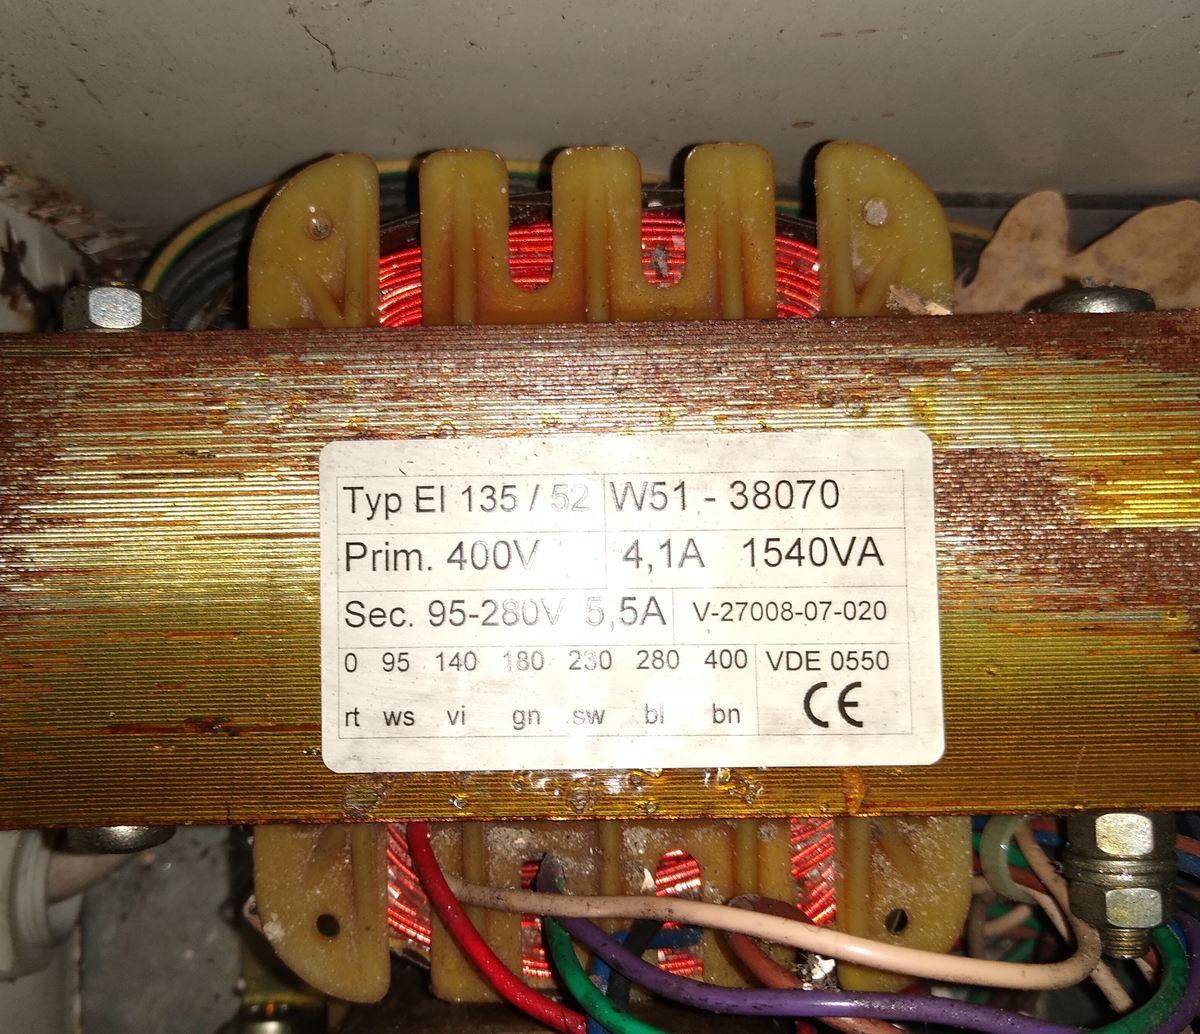 Typ EI 135 / 52 W51 - 38070
Prim. 400V 4,1A 1540VA
Sec. 95-280V 5,5A V-27008-07-020
0 95 140 180 230 280 400 VDE 0550
rt ws vi gn sw bl bn CE